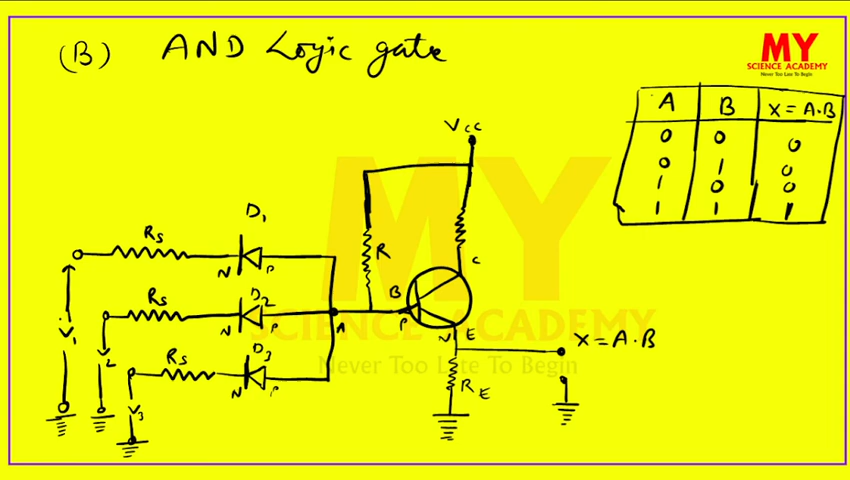 (B) AND Logic gate
MY
SCIENCE ACADEMY
Never Too Late To Begin
A B X = A·B
0 0 0
0 1 0
1 0 0
1 1 1
VCC
D1
RS
N P
R
C
B
P
N E
D2
RS
N P
A
D3
RS
N P
V1
V2
V3
RE
X = A·B
MY
SCIENCE ACADEMY
Never Too Late To Begin